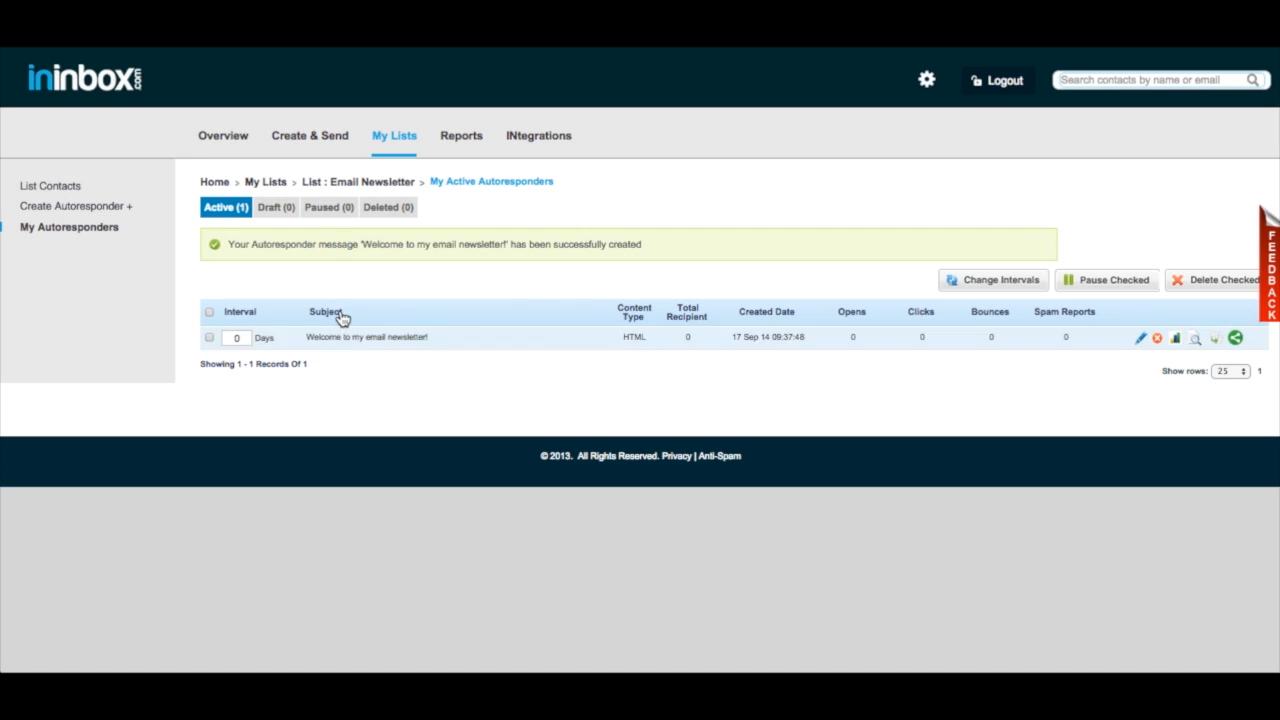 ininbox.com
Logout
Search contacts by name or email
Overview Create & Send My Lists Reports INtegrations
List Contacts
Create Autoresponder +
My Autoresponders
Home > My Lists > List : Email Newsletter > My Active Autoresponders
Active (1) Draft (0) Paused (0) Deleted (0)
Your Autoresponder message 'Welcome to my email newsletter!' has been successfully created
FEEDBACK
Change Intervals Pause Checked Delete Checked
Interval Subject Content Type Total Recipient Created Date Opens Clicks Bounces Spam Reports
0 Days Welcome to my email newsletter! HTML 0 17 Sep 14 09:37:48 0 0 0 0
Showing 1 - 1 Records Of 1
Show rows: 25 1
© 2013. All Rights Reserved. Privacy | Anti-Spam